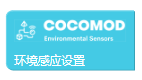 COCOMOD
Environmental Sensors
环境感应设置